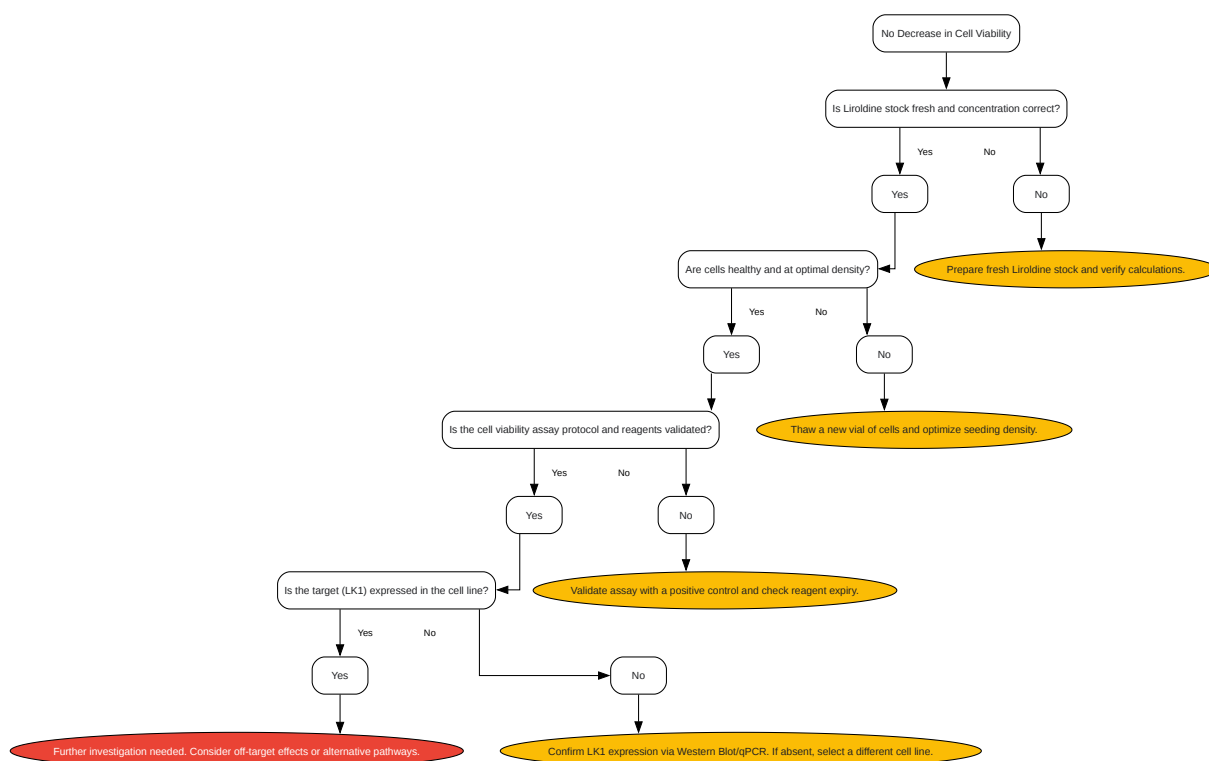 No Decrease in Cell Viability
Is Liroldine stock fresh and concentration correct?
Yes
No
Yes
No
Are cells healthy and at optimal density?
Prepare fresh Liroldine stock and verify calculations.
Yes
No
Yes
No
Is the cell viability assay protocol and reagents validated?
Thaw a new vial of cells and optimize seeding density.
Yes
No
Yes
No
Is the target (LK1) expressed in the cell line?
Validate assay with a positive control and check reagent expiry.
Yes
No
Yes
No
Further investigation needed. Consider off-target effects or alternative pathways.
Confirm LK1 expression via Western Blot/qPCR. If absent, select a different cell line.